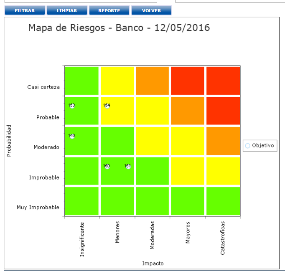 FILTRAR LIMPIAR REPORTE VOLVER
Mapa de Riesgos - Banco - 12/05/2016
Probabilidad
Casi certeza
Probable
Moderado
Improbable
Muy Improbable
Insignificante
Menores
Moderadas
Mayores
Catastroficas
Impacto
Objetivo